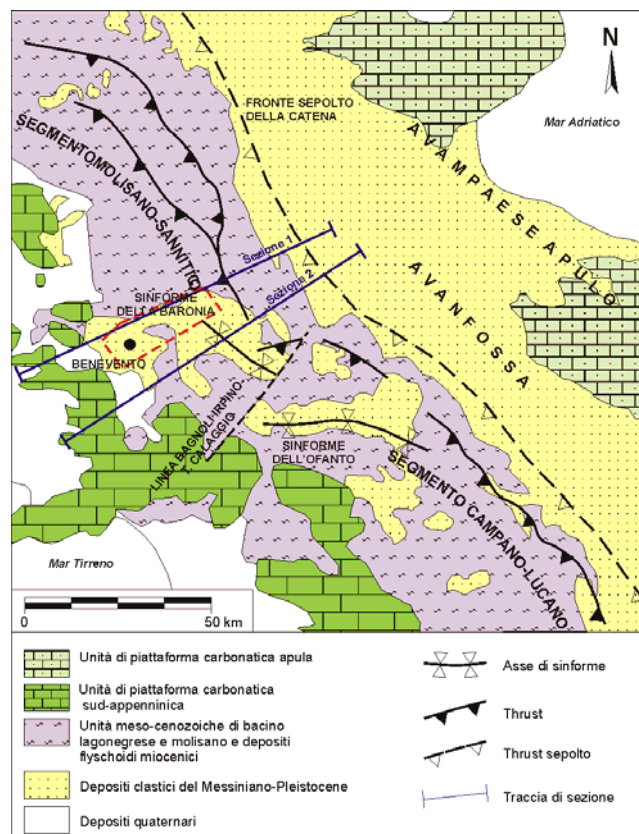 N
FRONTE SEPOLTO
DELLA CATENA
Mar Adriatico
AVAMPAESE APULO
SEGMENTOMOLISANO-SANNITICO
AVANFOSSA
Sezione 1
Sezione 2
SINFORME
DELLA BARONIA
BENEVENTO
LINEA BAGNOLI-IRPINO
T. CALAGGIO
SINFORME
DELL'OFANTO
SEGMENTO CAMPANO-LUCANO
Mar Tirreno
0
50 km
Unità di piattaforma carbonatica apula
Unità di piattaforma carbonatica
sud-appenninica
Unità meso-cenozoiche di bacino
lagonegrese e molisano e depositi
flyschoidi miocenici
Depositi clastici del Messiniano-Pleistocene
Depositi quaternari
Asse di sinforme
Thrust
Thrust sepolto
Traccia di sezione